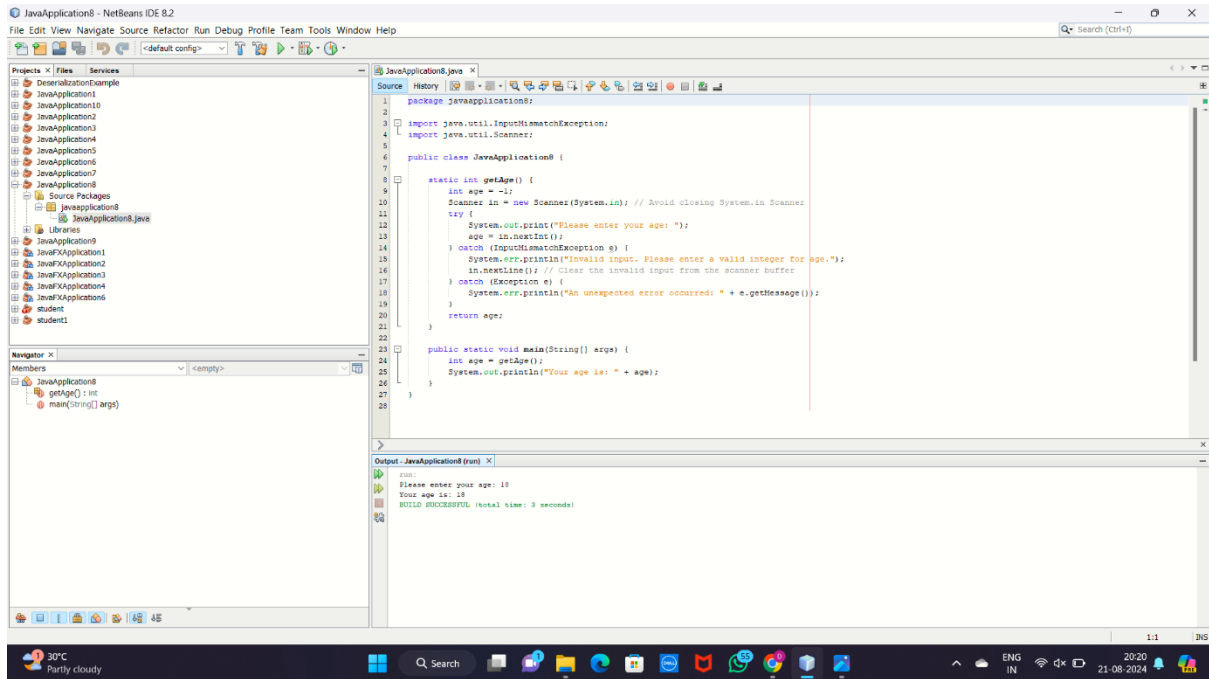 JavaApplication8 - NetBeans IDE 8.2
File Edit View Navigate Source Refactor Run Debug Profile Team Tools Window Help
Search (Ctrl+I)
<default config>
Projects Files Services
DeserializationExample
JavaApplication1
JavaApplication10
JavaApplication2
JavaApplication3
JavaApplication4
JavaApplication5
JavaApplication6
JavaApplication7
JavaApplication8
Source Packages
javaapplication8
JavaApplication8.java
Libraries
JavaApplication9
JavaFXApplication1
JavaFXApplication2
JavaFXApplication3
JavaFXApplication4
JavaFXApplication6
student
student1
Navigator
Members <empty>
JavaApplication8
getAge() : int
main(String[] args)
JavaApplication8.java
Source History
1 package javaapplication8;
2
3 import java.util.InputMismatchException;
4 import java.util.Scanner;
5
6 public class JavaApplication8 {
7
8 static int getAge() {
9 int age = -1;
10 Scanner in = new Scanner(System.in); // Avoid closing System.in Scanner
11 try {
12 System.out.print("Please enter your age: ");
13 age = in.nextInt();
14 } catch (InputMismatchException e) {
15 System.err.println("Invalid input. Please enter a valid integer for age.");
16 in.nextLine(); // Clear the invalid input from the scanner buffer
17 } catch (Exception e) {
18 System.err.println("An unexpected error occurred: " + e.getMessage());
19 }
20 return age;
21 }
22
23 public static void main(String[] args) {
24 int age = getAge();
25 System.out.println("Your age is: " + age);
26 }
27 }
28
Output - JavaApplication8 (run)
run:
Please enter your age: 18
Your age is: 18
BUILD SUCCESSFUL (total time: 3 seconds)
1:1 INS
1
30°C
Partly cloudy
Search
1
55
ENG
IN
20:20
21-08-2024